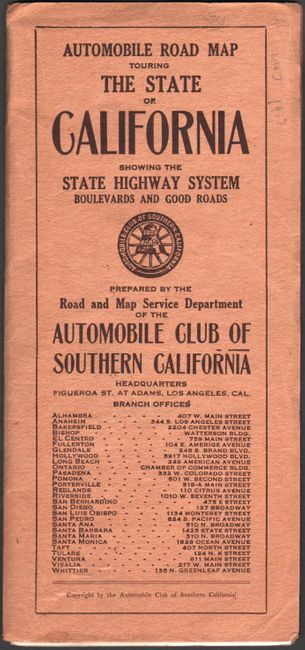 AUTOMOBILE ROAD MAP
TOURING
THE STATE
OF
CALIFORNIA
SHOWING THE
STATE HIGHWAY SYSTEM
BOULEVARDS AND GOOD ROADS
AUTOMOBILE CLUB OF SOUTHERN CALIFORNIA
GOOD ROADS
PREPARED BY THE
Road and Map Service Department
OF THE
AUTOMOBILE CLUB OF
SOUTHERN CALIFORNIA
HEADQUARTERS
FIGUEROA ST. AT ADAMS, LOS ANGELES, CAL.
BRANCH OFFICES
ALHAMBRA 407 W. MAIN STREET
ANAHEIM 344 S. LOS ANGELES STREET
BAKERSFIELD 2204 CHESTER AVENUE
BISHOP WATTERSON BLDG.
EL CENTRO 759 MAIN STREET
FULLERTON 104 E. AMERIGE AVENUE
GLENDALE 245 S. BRAND BLVD.
HOLLYWOOD 5917 HOLLYWOOD BLVD.
LONG BEACH 249 AMERICAN AVENUE
ONTARIO CHAMBER OF COMMERCE BLDG.
PASADENA 332 W. COLORADO STREET
POMONA 601 W. SECOND STREET
PORTERVILLE 519-A MAIN STREET
REDLANDS 110 CITRUS AVENUE
RIVERSIDE 1010 W. SEVENTH STREET
SAN BERNARDINO 475 E STREET
SAN DIEGO 137 BROADWAY
SAN LUIS OBISPO 1134 MONTEREY STREET
SAN PEDRO 524 S. PACIFIC AVENUE
SANTA ANA 910 N. BROADWAY
SANTA BARBARA 1425 STATE STREET
SANTA MARIA 310 N. BROADWAY
SANTA MONICA 1828 OCEAN AVENUE
TAFT 407 NORTH STREET
TULARE 124 N. K STREET
VENTURA 611 MAIN STREET
VISALIA 217 W. MAIN STREET
WHITTIER 135 N. GREENLEAF AVENUE
Copyright by the Automobile Club of Southern California